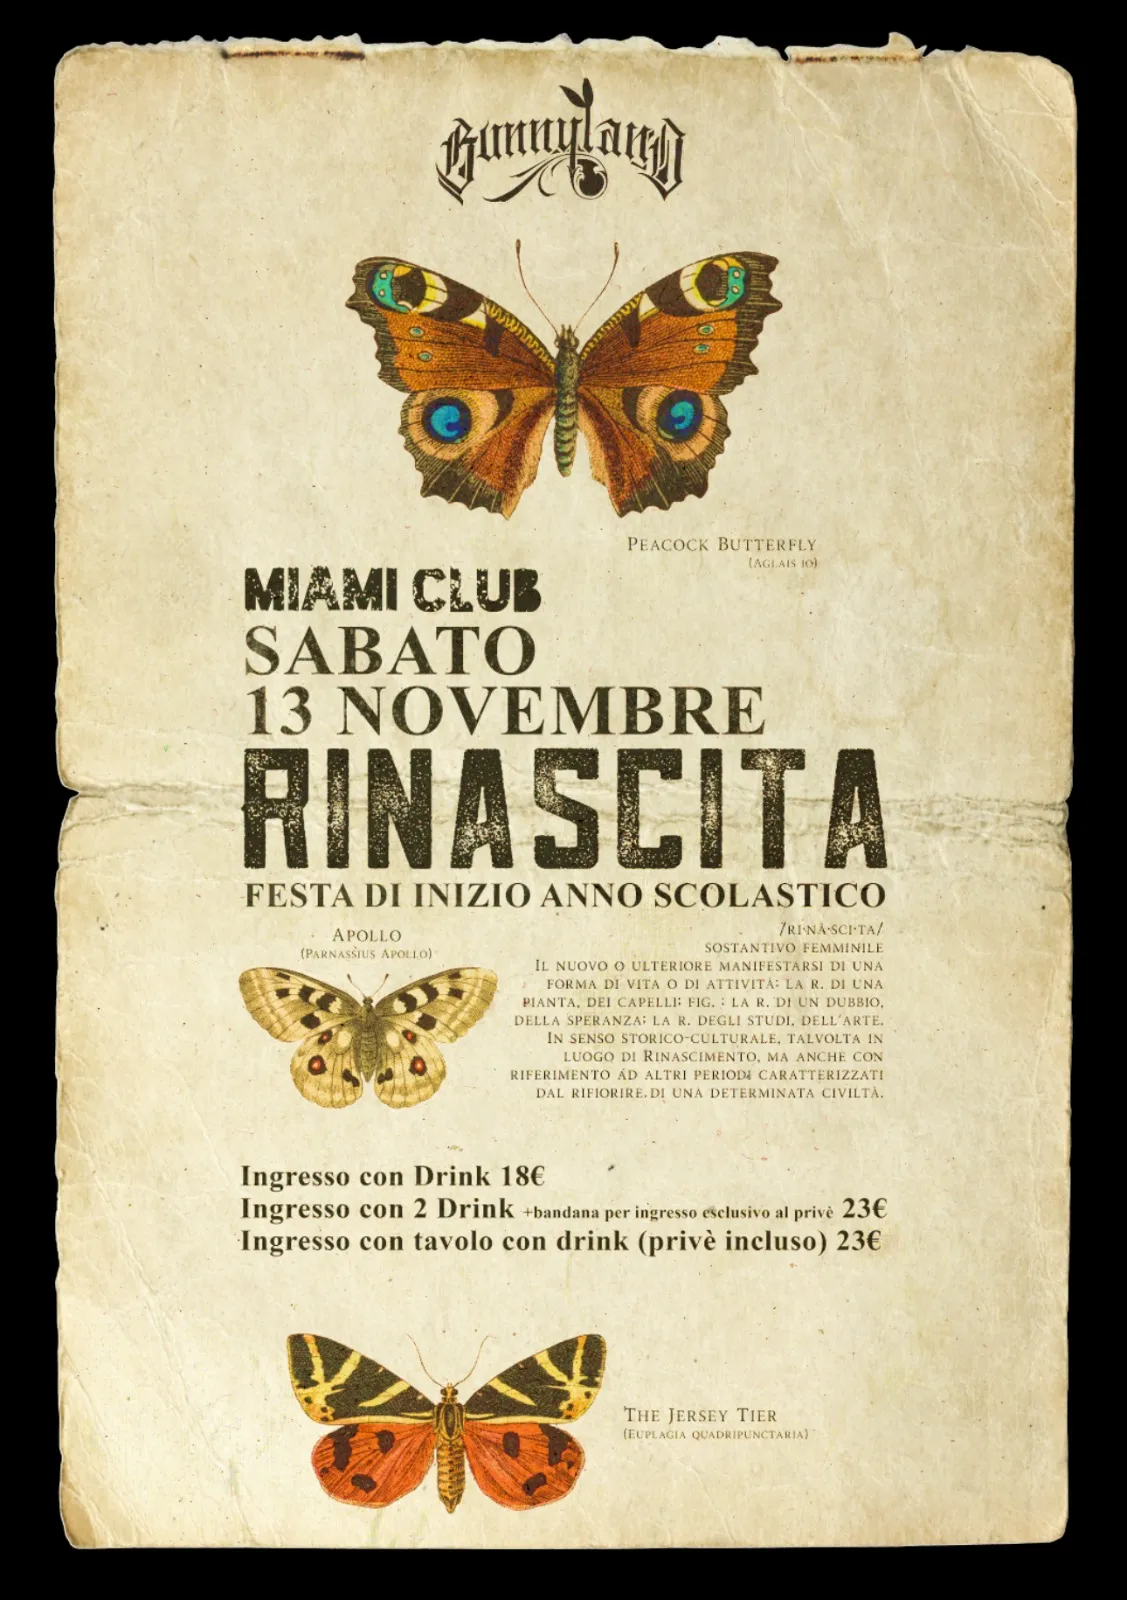 Bunnyland
Peacock Butterfly
(Aglais io)
MIAMI CLUB
SABATO
13 NOVEMBRE
RINASCITA
FESTA DI INIZIO ANNO SCOLASTICO
Apollo
(Parnassius Apollo)
/RI·NÀ·SCI·TA/
SOSTANTIVO FEMMINILE
Il nuovo o ulteriore manifestarsi di una
forma di vita o di attività: la r. di una
pianta, dei capelli; fig. : la r. di un dubbio,
della speranza; la r. degli studi, dell'arte.
In senso storico-culturale, talvolta in
luogo di Rinascimento, ma anche con
riferimento ad altri periodi caratterizzati
dal rifiorire di una determinata civiltà.
Ingresso con Drink 18€
Ingresso con 2 Drink +bandana per ingresso esclusivo al privè 23€
Ingresso con tavolo con drink (privè incluso) 23€
The Jersey Tier
(Euplagia quadripunctaria)